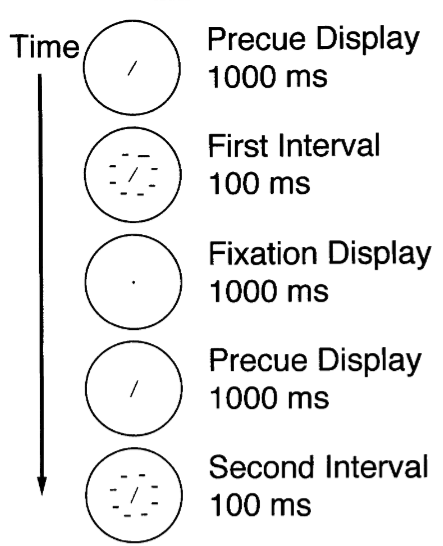 Time
Precue Display
1000 ms
First Interval
100 ms
Fixation Display
1000 ms
Precue Display
1000 ms
Second Interval
100 ms